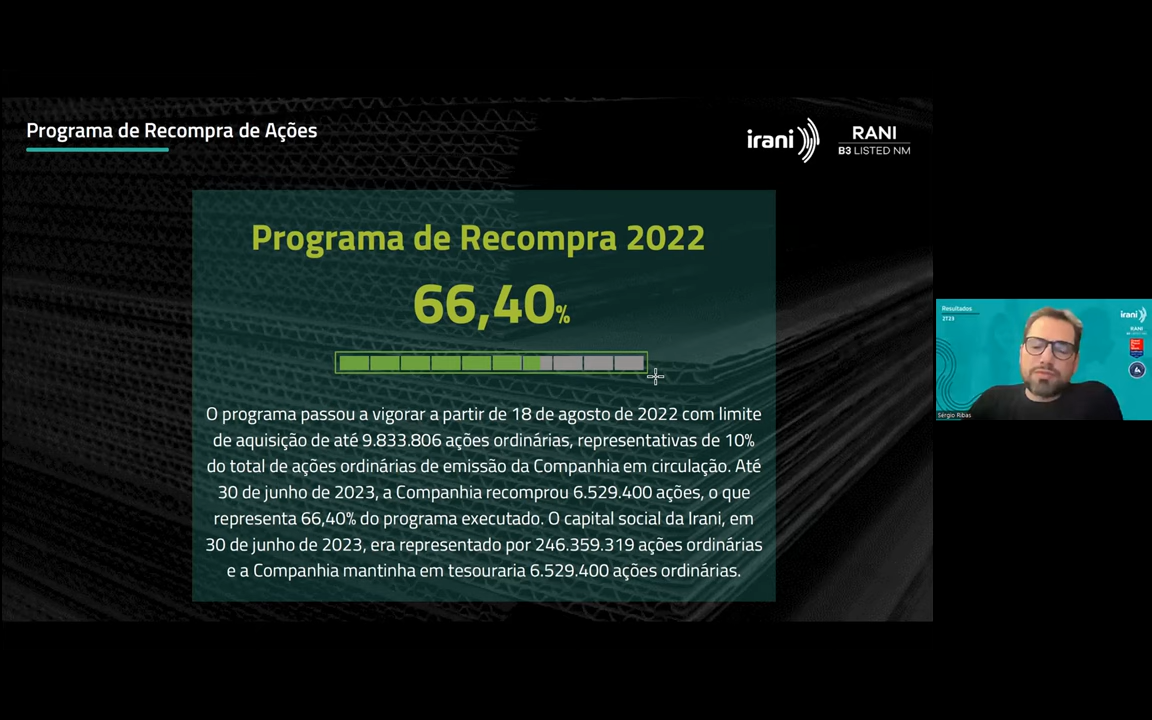 Programa de Recompra de Ações
irani
RANI
B3 LISTED NM
Programa de Recompra 2022
66,40%
O programa passou a vigorar a partir de 18 de agosto de 2022 com limite
de aquisição de até 9.833.806 ações ordinárias, representativas de 10%
do total de ações ordinárias de emissão da Companhia em circulação. Até
30 de junho de 2023, a Companhia recomprou 6.529.400 ações, o que
representa 66,40% do programa executado. O capital social da Irani, em
30 de junho de 2023, era representado por 246.359.319 ações ordinárias
e a Companhia mantinha em tesouraria 6.529.400 ações ordinárias.
Resultados
2T23
irani
RANI
Sérgio Ribas